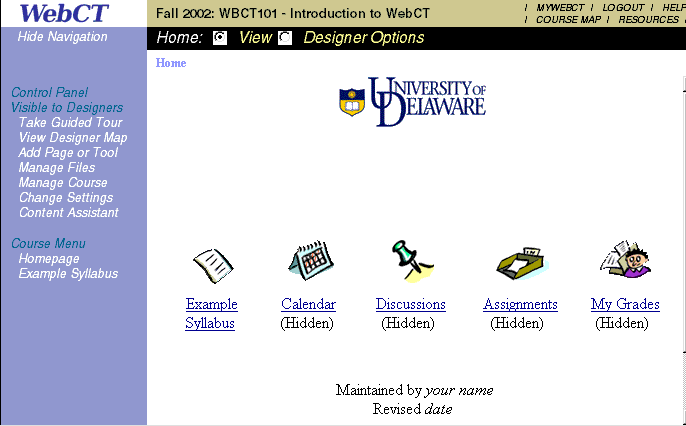 WebCT
Fall 2002: WBCT101 - Introduction to WebCT
| MYWEBCT | LOGOUT | HELP
| COURSE MAP | RESOURCES |
Hide Navigation
Home: View Designer Options
Home
UNIVERSITY OF
DELAWARE
Control Panel
Visible to Designers
Take Guided Tour
View Designer Map
Add Page or Tool
Manage Files
Manage Course
Change Settings
Content Assistant
Course Menu
Homepage
Example Syllabus
Example
Syllabus
Calendar
(Hidden)
Discussions
(Hidden)
Assignments
(Hidden)
My Grades
(Hidden)
Maintained by your name
Revised date